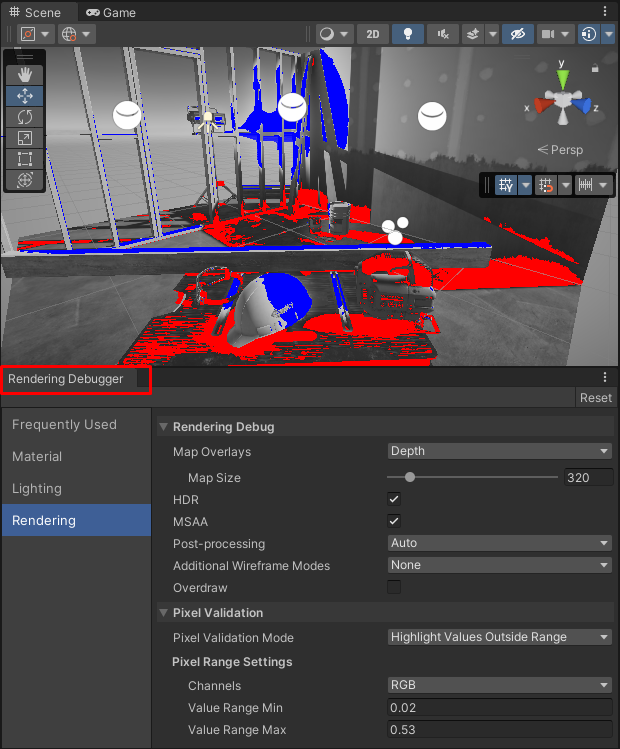 Scene Game
2D
y
x z
Persp
Rendering Debugger
Reset
Frequently Used
Material
Lighting
Rendering
Rendering Debug
Map Overlays Depth
Map Size 320
HDR
MSAA
Post-processing Auto
Additional Wireframe Modes None
Overdraw
Pixel Validation
Pixel Validation Mode Highlight Values Outside Range
Pixel Range Settings
Channels RGB
Value Range Min 0.02
Value Range Max 0.53